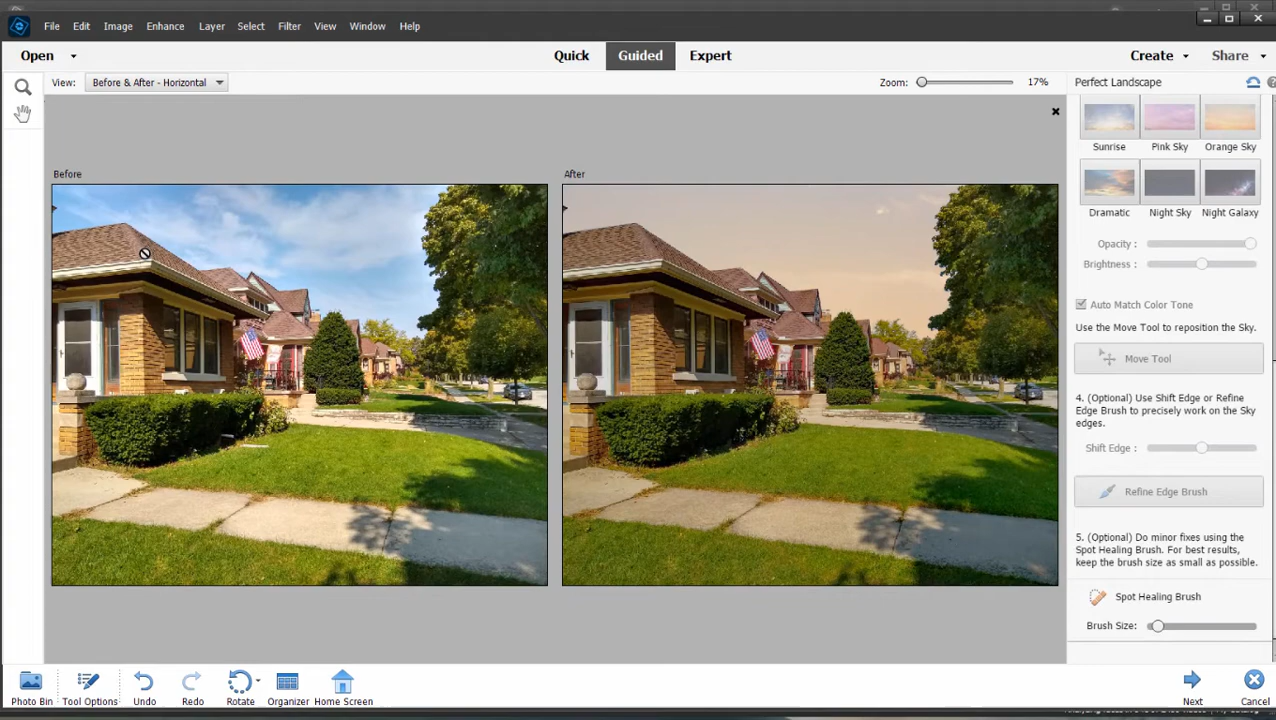 File Edit Image Enhance Layer Select Filter View Window Help
Open Quick Guided Expert Create Share
View: Before & After - Horizontal Zoom: 17% Perfect Landscape
Before After
Sunrise Pink Sky Orange Sky
Dramatic Night Sky Night Galaxy
Opacity :
Brightness :
Auto Match Color Tone
Use the Move Tool to reposition the Sky.
Move Tool
4. (Optional) Use Shift Edge or Refine
Edge Brush to precisely work on the Sky
edges.
Shift Edge :
Refine Edge Brush
5. (Optional) Do minor fixes using the
Spot Healing Brush. For best results,
keep the brush size as small as possible.
Spot Healing Brush
Brush Size:
Photo Bin Tool Options Undo Redo Rotate Organizer Home Screen Next Cancel